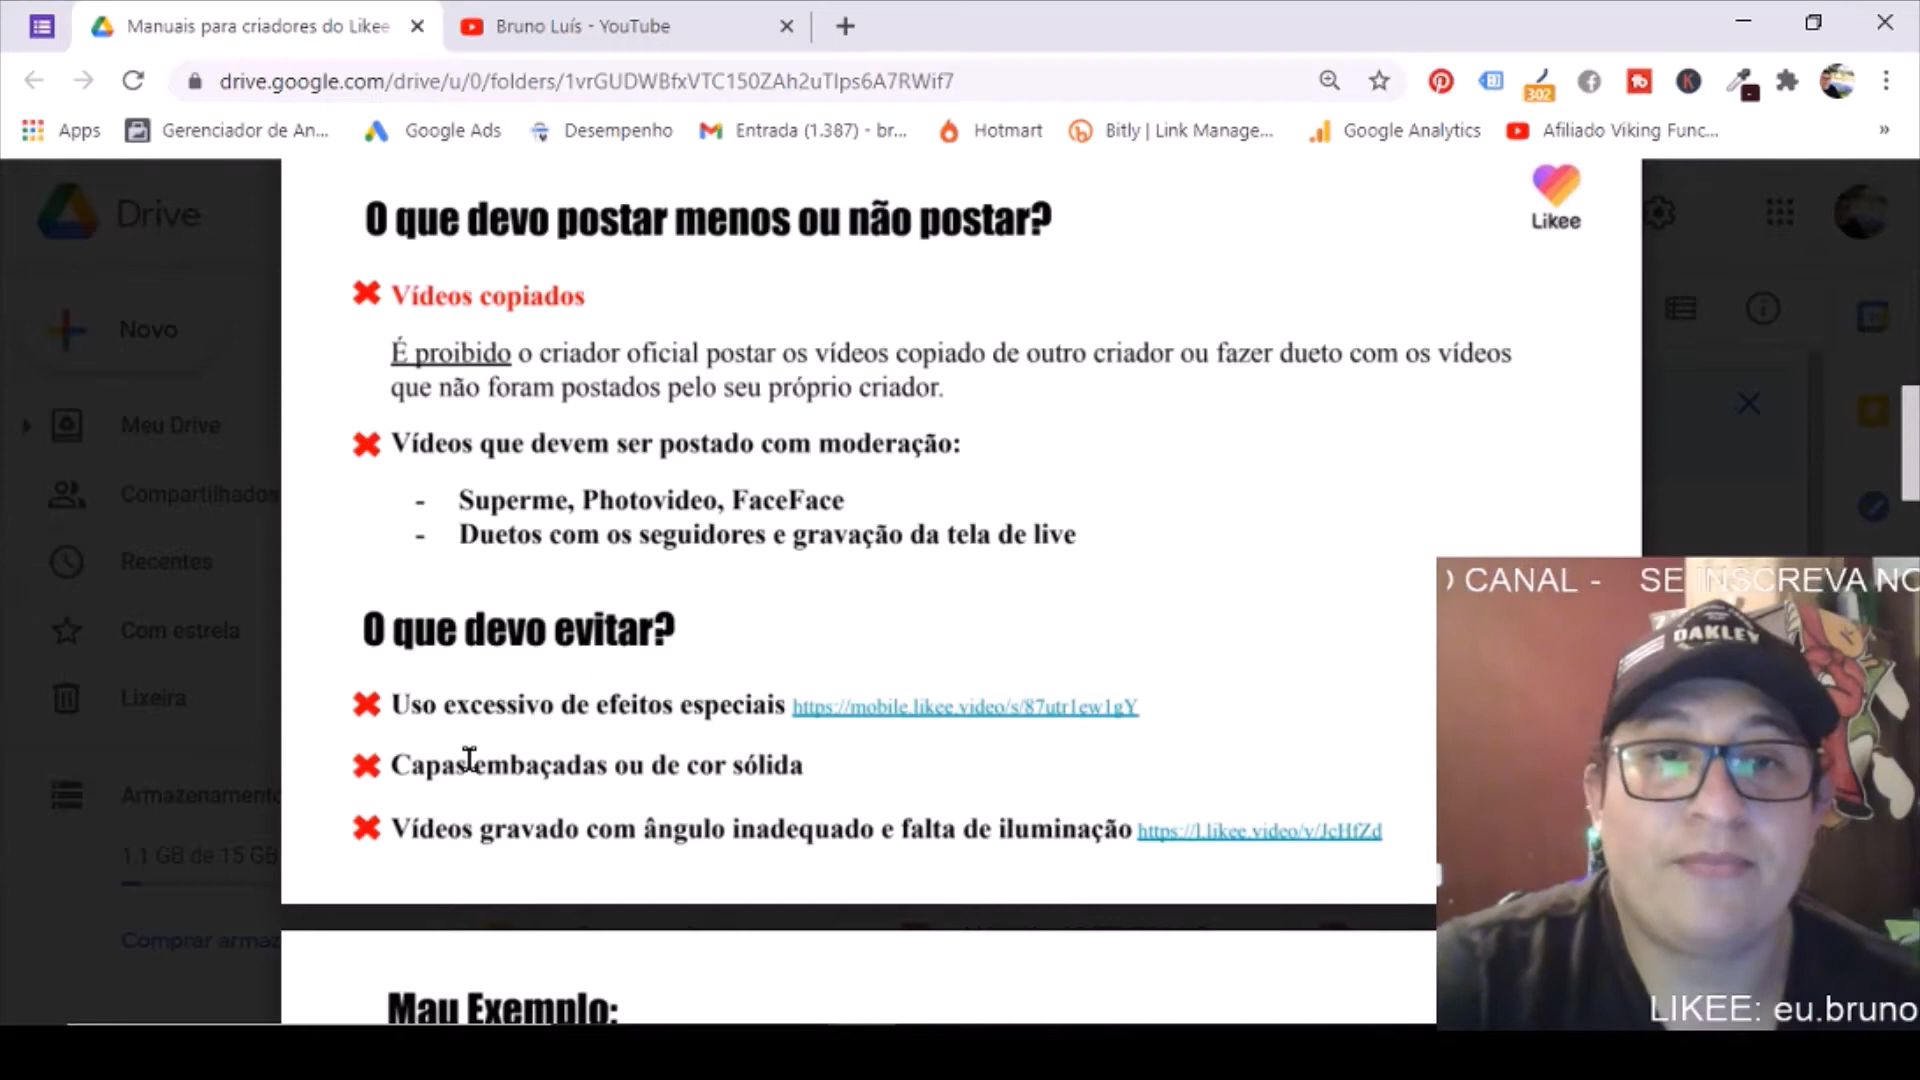 Manuais para criadores do Likee
Bruno Luís - YouTube
drive.google.com/drive/u/0/folders/1vrGUDWBfxVTC150ZAh2uTIps6A7RWif7
302
Apps
Gerenciador de An...
Google Ads
Desempenho
Entrada (1.387) - br...
Hotmart
Bitly | Link Manage...
Google Analytics
Afiliado Viking Func...
»
Drive
Novo
Meu Drive
Compartilhados
Recentes
Com estrela
Lixeira
Armazenamento
1.1 GB de 15 GB
Comprar armaz
Likee
O que devo postar menos ou não postar?
Vídeos copiados
É proibido o criador oficial postar os vídeos copiado de outro criador ou fazer dueto com os vídeos
que não foram postados pelo seu próprio criador.
Vídeos que devem ser postado com moderação:
- Superme, Photovideo, FaceFace
- Duetos com os seguidores e gravação da tela de live
O que devo evitar?
Uso excessivo de efeitos especiais https://mobile.likee.video/s/87utr1ew1gY
Capas embaçadas ou de cor sólida
Vídeos gravado com ângulo inadequado e falta de iluminação https://l.likee.video/v/JcHfZd
Mau Exemplo:
O CANAL - SE INSCREVA NO
OAKLEY
LIKEE: eu.bruno